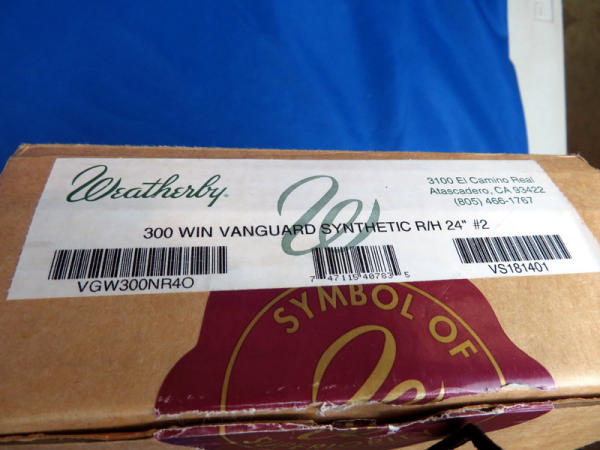 Weatherby®
3100 El Camino Real
Atascadero, CA 93422
(805) 466-1767
W
300 WIN VANGUARD SYNTHETIC R/H 24" #2
VGW300NR4O
7 47115 40783 5
VS181401
SYMBOL OF
W